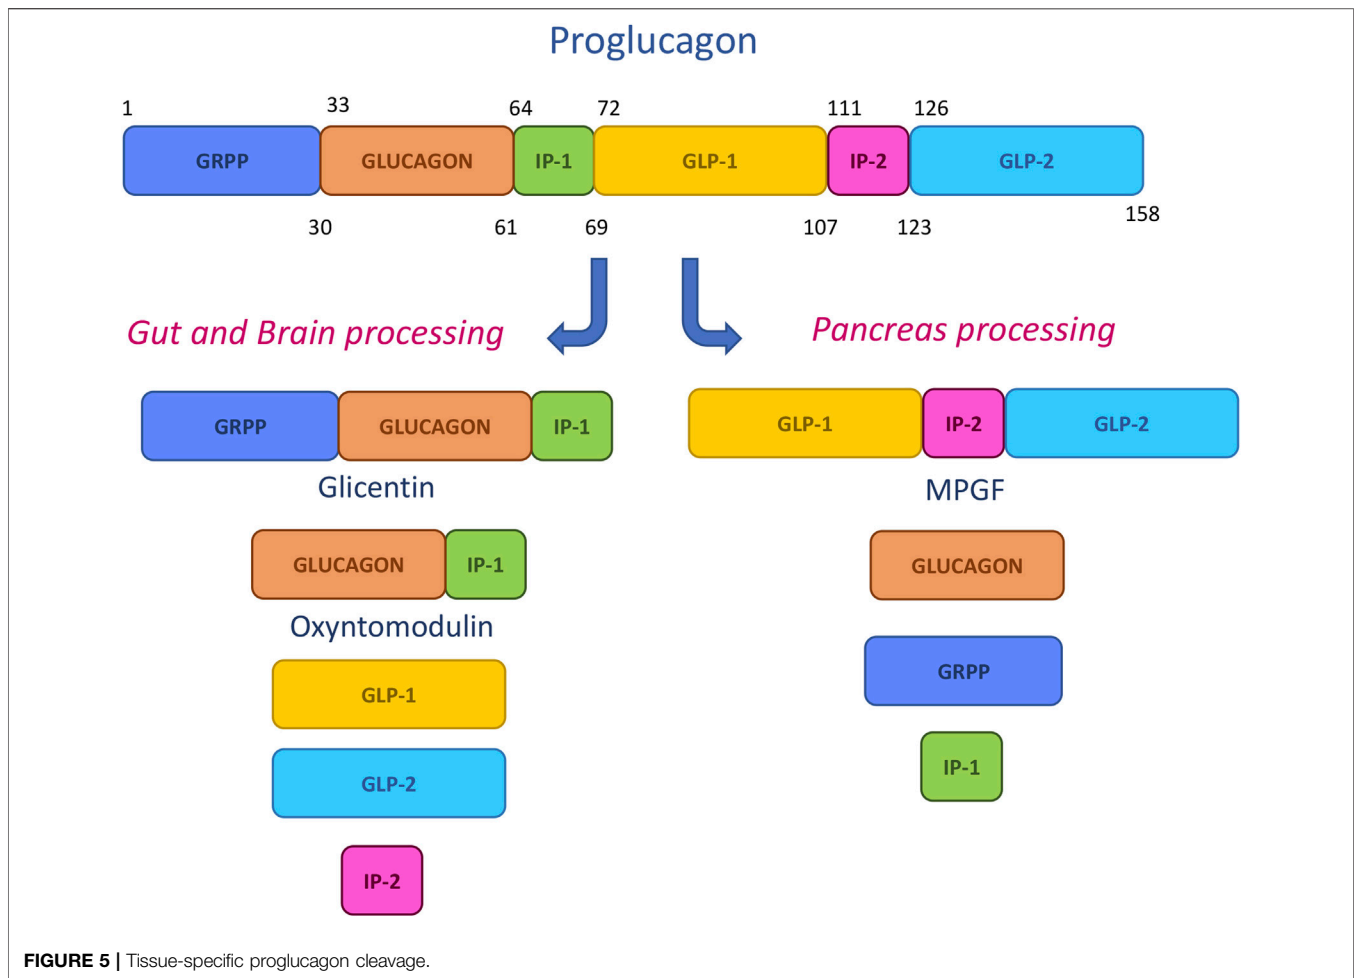 Proglucagon
1 33 64 72 111 126
GRPP GLUCAGON IP-1 GLP-1 IP-2 GLP-2
30 61 69 107 123 158
Gut and Brain processing
GRPP GLUCAGON IP-1
Glicentin
GLUCAGON IP-1
Oxyntomodulin
GLP-1
GLP-2
IP-2
Pancreas processing
GLP-1 IP-2 GLP-2
MPGF
GLUCAGON
GRPP
IP-1
FIGURE 5 | Tissue-specific proglucagon cleavage.